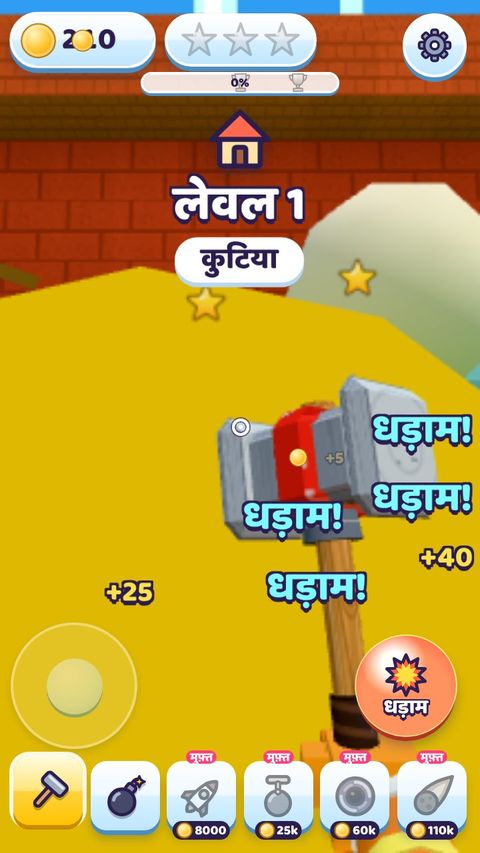 0%
लेवल 1
कुटिया
धड़ाम!
+5
धड़ाम!
धड़ाम!
+40
धड़ाम!
+25
धड़ाम
मुफ़्त
मुफ़्त
मुफ़्त
मुफ़्त
8000
25k
60k
110k